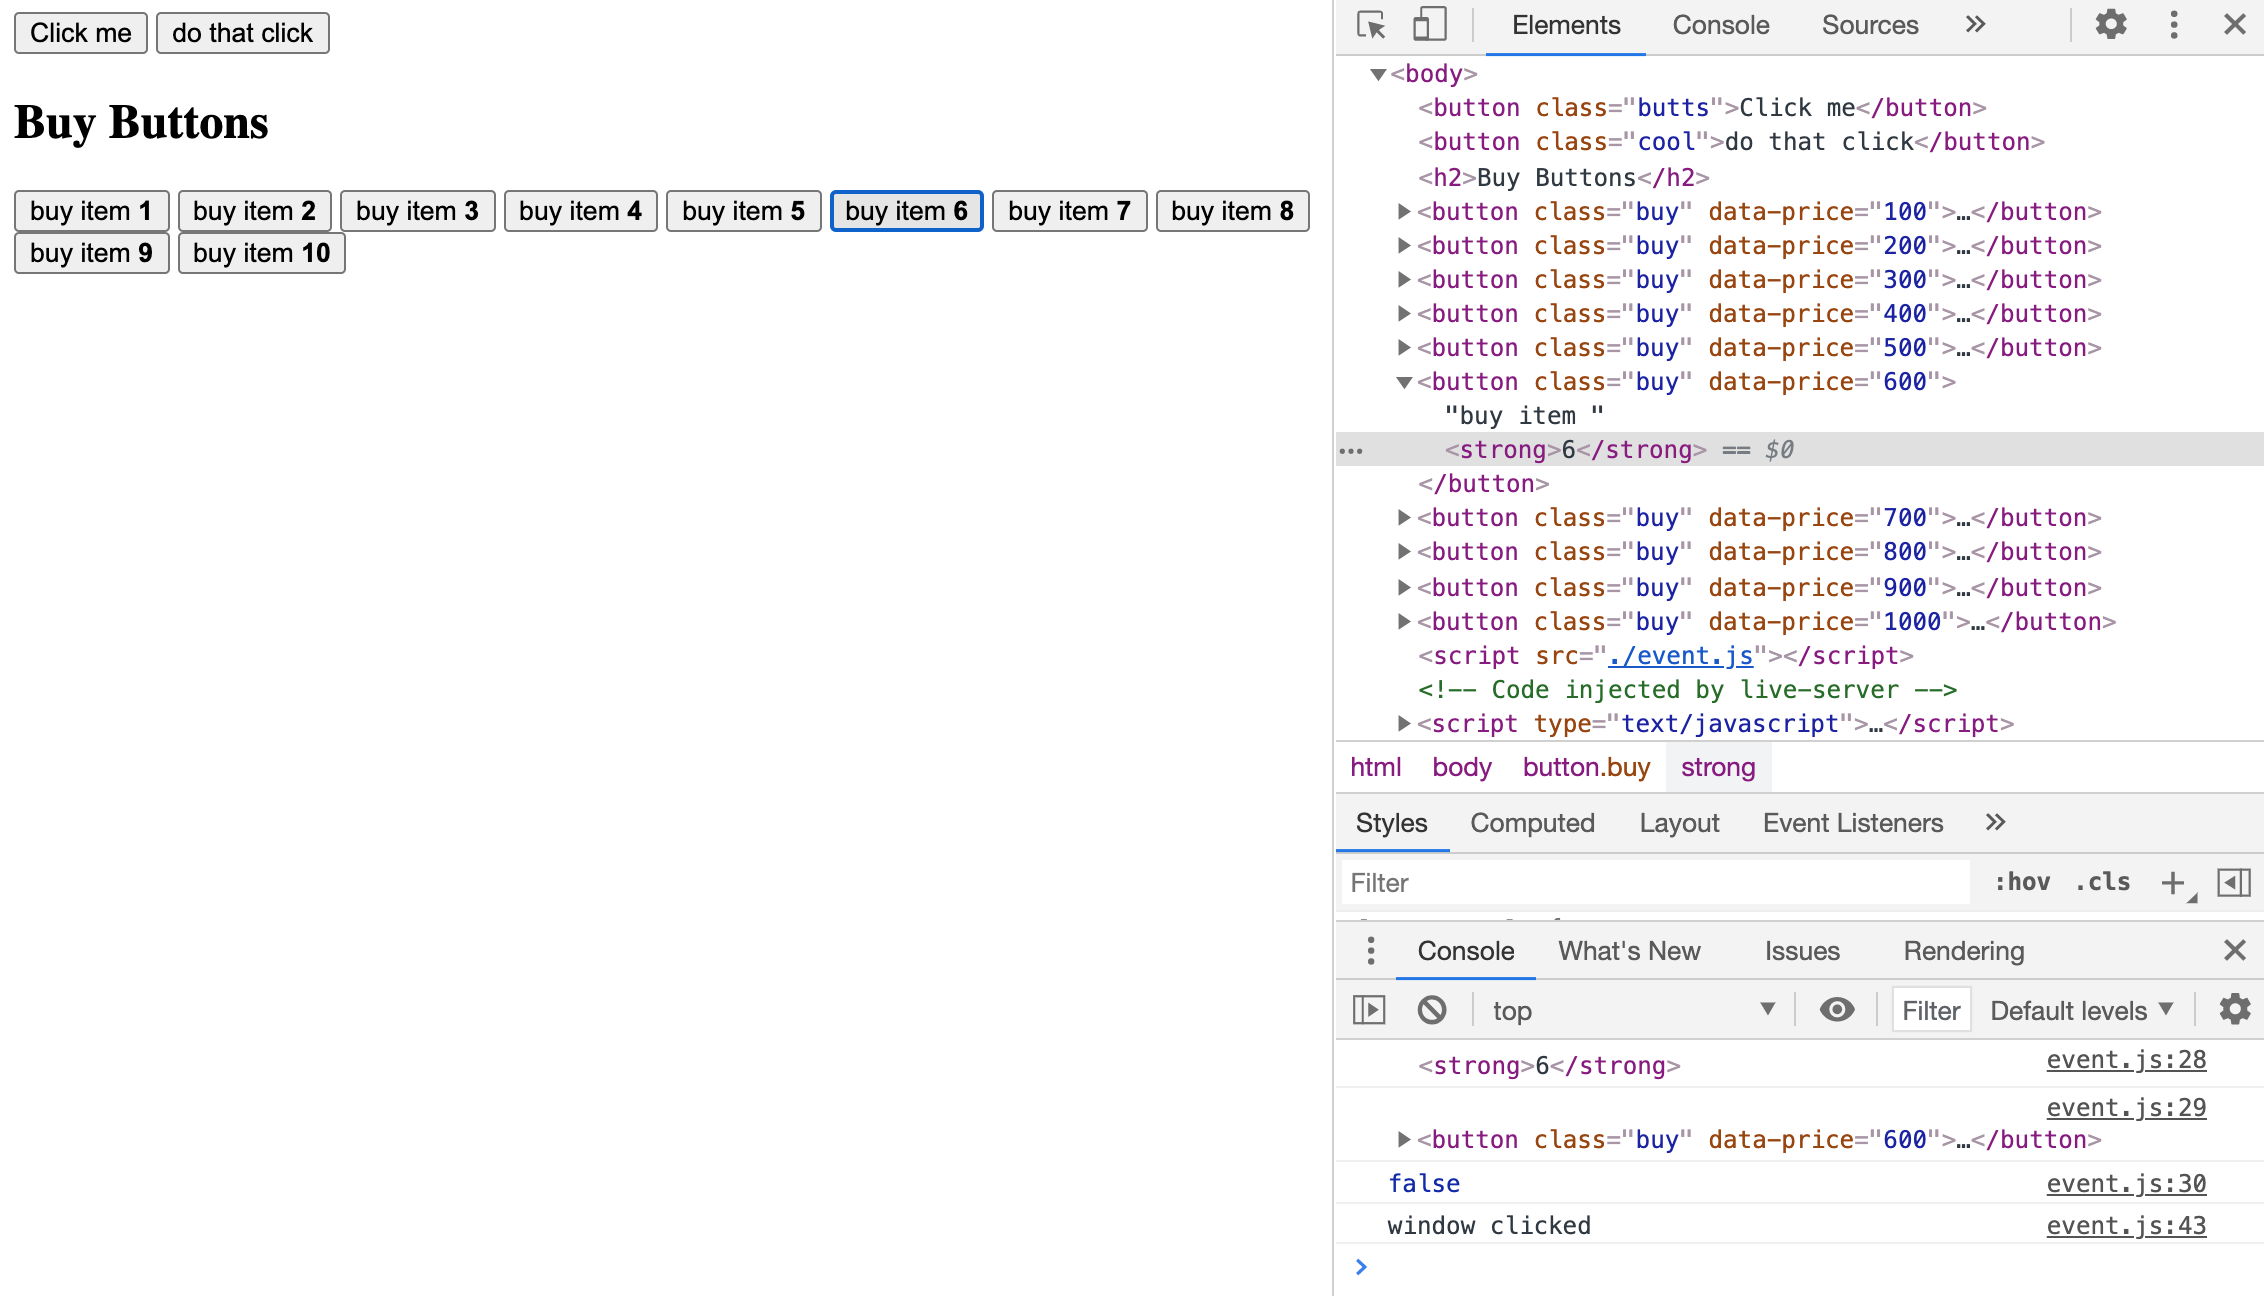 Click me do that click
Buy Buttons
buy item 1 buy item 2 buy item 3 buy item 4 buy item 5 buy item 6 buy item 7 buy item 8
buy item 9 buy item 10
Elements Console Sources »
<body>
<button class="butts">Click me</button>
<button class="cool">do that click</button>
<h2>Buy Buttons</h2>
<button class="buy" data-price="100">…</button>
<button class="buy" data-price="200">…</button>
<button class="buy" data-price="300">…</button>
<button class="buy" data-price="400">…</button>
<button class="buy" data-price="500">…</button>
<button class="buy" data-price="600">
"buy item "
<strong>6</strong> == $0
</button>
<button class="buy" data-price="700">…</button>
<button class="buy" data-price="800">…</button>
<button class="buy" data-price="900">…</button>
<button class="buy" data-price="1000">…</button>
<script src="./event.js"></script>
<!-- Code injected by live-server -->
<script type="text/javascript">…</script>
html body button.buy strong
Styles Computed Layout Event Listeners »
Filter :hov .cls +
Console What's New Issues Rendering
top Filter Default levels
<strong>6</strong> event.js:28
event.js:29
<button class="buy" data-price="600">…</button>
false event.js:30
window clicked event.js:43